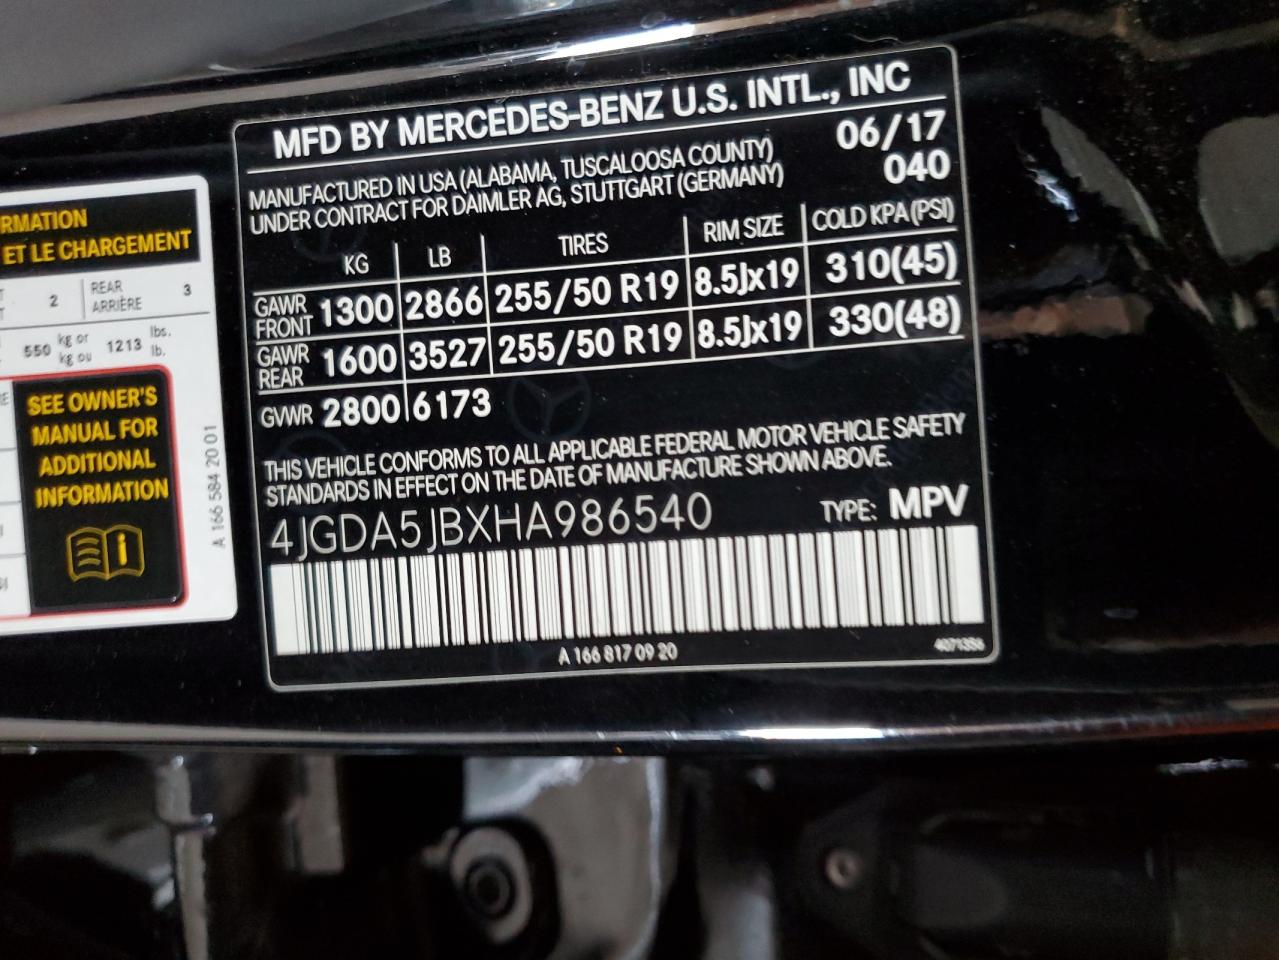 RMATION
ET LE CHARGEMENT
2 REAR ARRIÈRE 3
550 kg or kg ou 1213 lbs. lb.
SEE OWNER'S
MANUAL FOR
ADDITIONAL
INFORMATION
A 166 584 20 01
MFD BY MERCEDES-BENZ U.S. INTL., INC
MANUFACTURED IN USA (ALABAMA, TUSCALOOSA COUNTY) 06/17
UNDER CONTRACT FOR DAIMLER AG, STUTTGART (GERMANY) 040
KG LB TIRES RIM SIZE COLD KPA (PSI)
GAWR FRONT 1300 2866 255/50 R19 8.5Jx19 310(45)
GAWR REAR 1600 3527 255/50 R19 8.5Jx19 330(48)
GVWR 2800 6173
THIS VEHICLE CONFORMS TO ALL APPLICABLE FEDERAL MOTOR VEHICLE SAFETY
STANDARDS IN EFFECT ON THE DATE OF MANUFACTURE SHOWN ABOVE.
4JGDA5JBXHA986540 TYPE: MPV
A 166 817 09 20 4071356